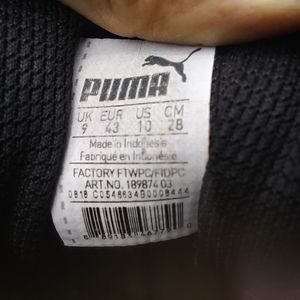 PUMA
UK EUR US CM
9 43 10 28
Made in Indonesia
Fabriqué en Indonésie
FACTORY FTWPC/FIDPC
ART.NO. 189874 03